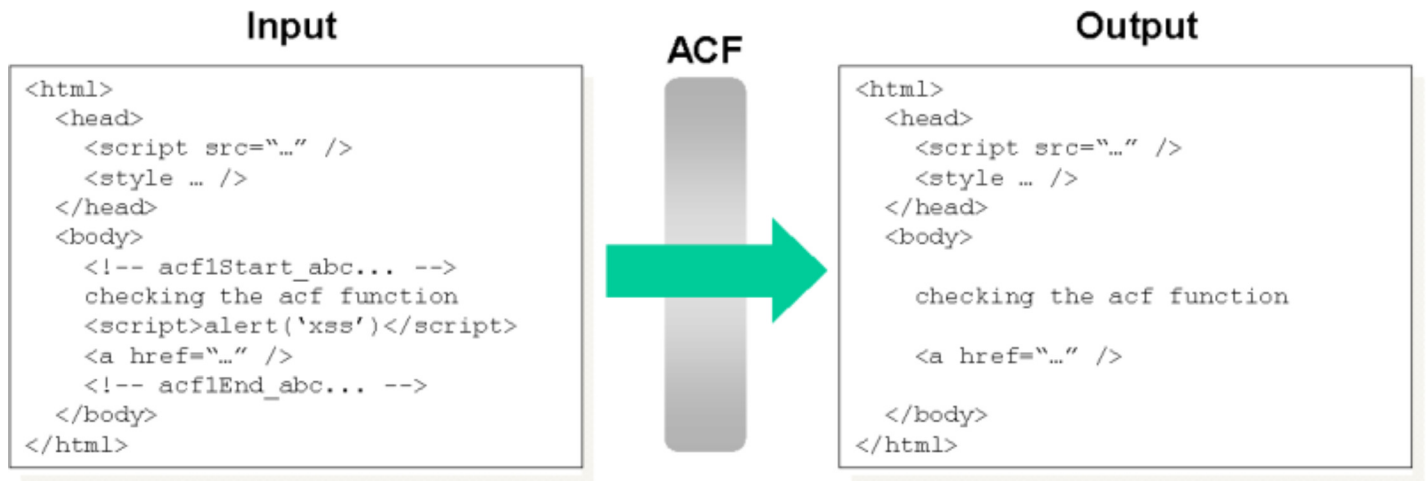 Input
<html>
<head>
<script src=“…” />
<style … />
</head>
<body>
<!-- acf1Start_abc... -->
checking the acf function
<script>alert(‘xss’)</script>
<a href=“…” />
<!-- acf1End_abc... -->
</body>
</html>
ACF
Output
<html>
<head>
<script src=“…” />
<style … />
</head>
<body>
checking the acf function
<a href=“…” />
</body>
</html>